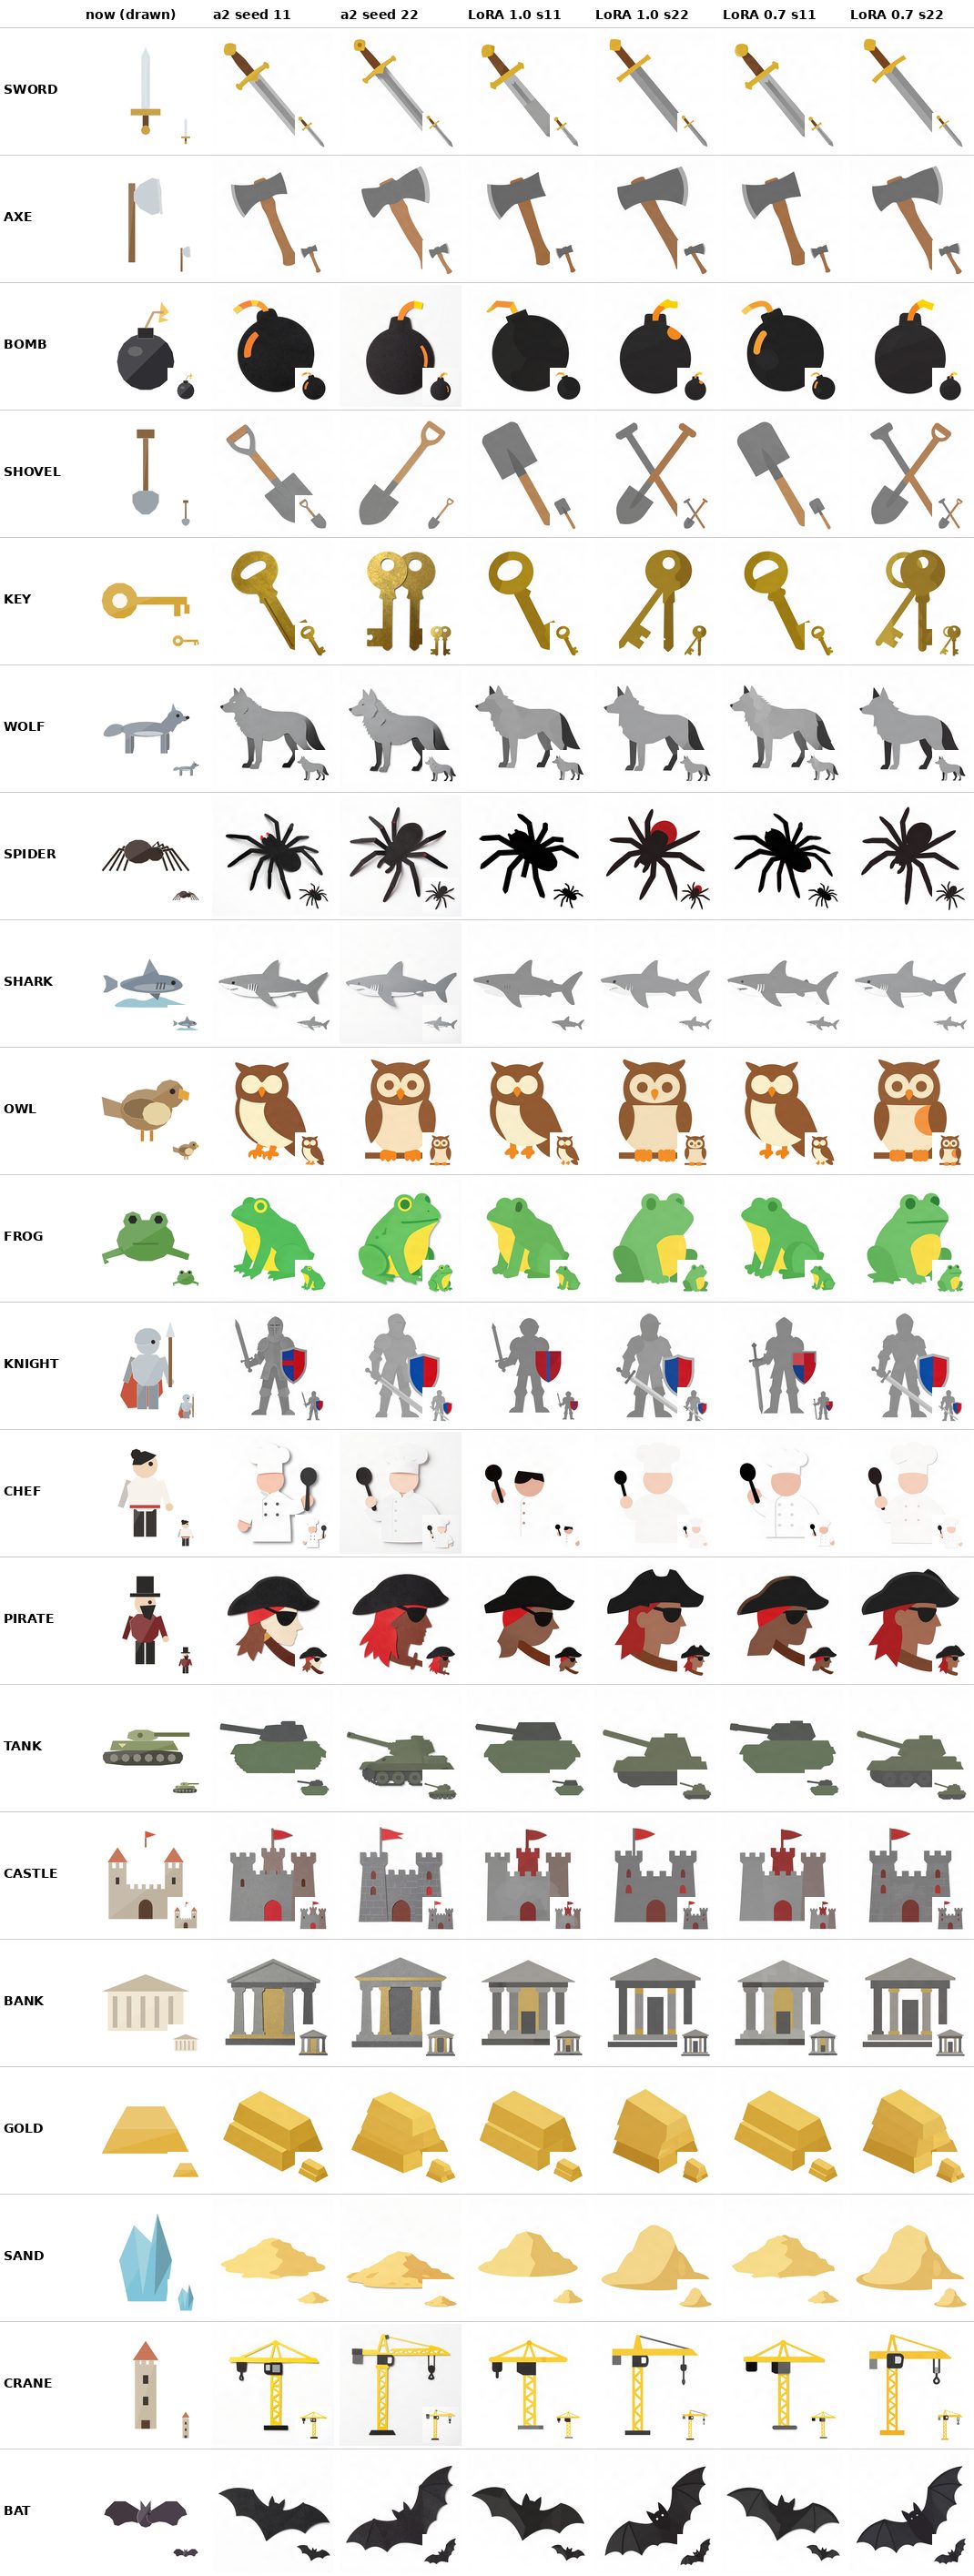 now (drawn) a2 seed 11 a2 seed 22 LoRA 1.0 s11 LoRA 1.0 s22 LoRA 0.7 s11 LoRA 0.7 s22
SWORD
AXE
BOMB
SHOVEL
KEY
WOLF
SPIDER
SHARK
OWL
FROG
KNIGHT
CHEF
PIRATE
TANK
CASTLE
BANK
GOLD
SAND
CRANE
BAT